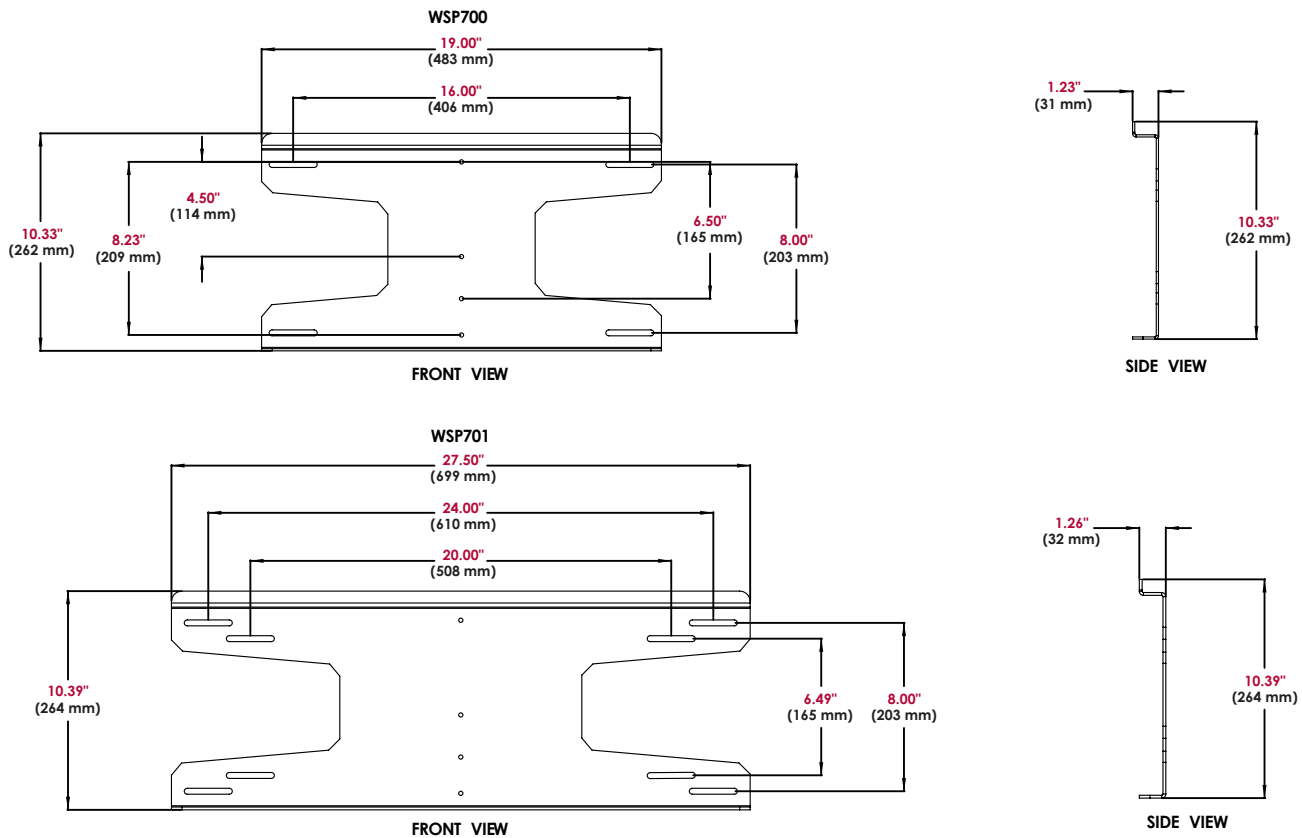 WSP700
19.00"
(483 mm)
16.00"
(406 mm)
1.23"
(31 mm)
4.50"
(114 mm)
10.33"
(262 mm)
8.23"
(209 mm)
6.50"
(165 mm)
8.00"
(203 mm)
10.33"
(262 mm)
FRONT VIEW
SIDE VIEW
WSP701
27.50"
(699 mm)
24.00"
(610 mm)
20.00"
(508 mm)
1.26"
(32 mm)
10.39"
(264 mm)
6.49"
(165 mm)
8.00"
(203 mm)
10.39"
(264 mm)
FRONT VIEW
SIDE VIEW